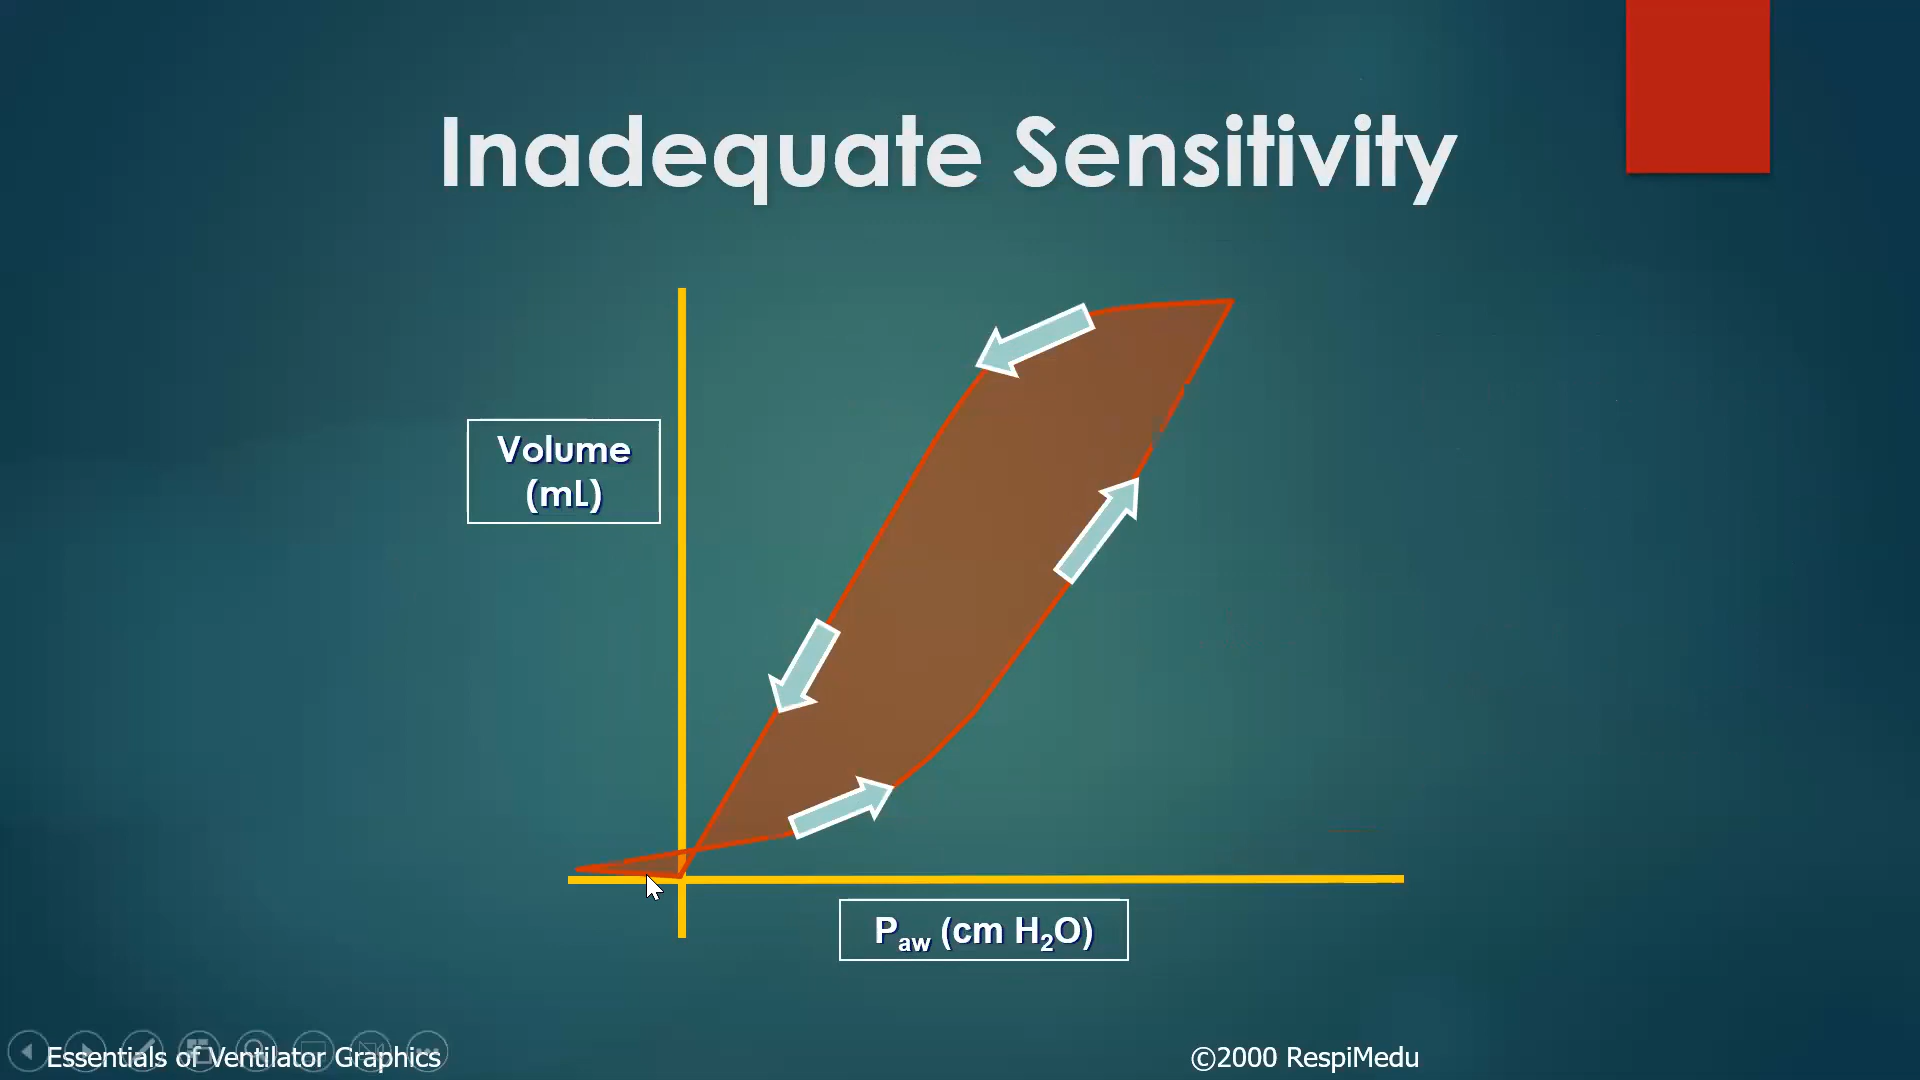 Inadequate Sensitivity
Volume
(mL)
Paw (cm H2O)
Essentials of Ventilator Graphics
©2000 RespiMedu